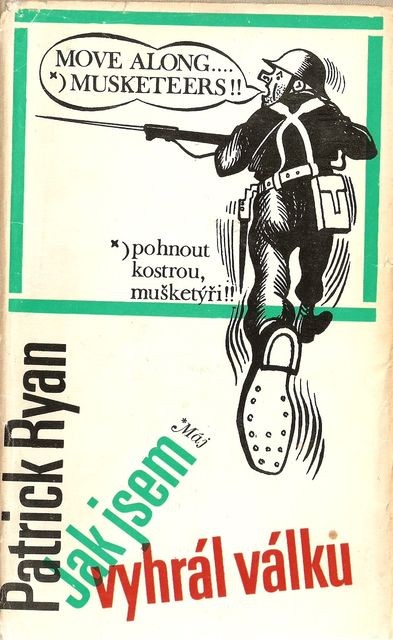 MOVE ALONG....
*) MUSKETEERS!!
*) pohnout
kostrou,
mušketýři!!
Patrick Ryan
*Máj
Jak jsem
vyhrál válku